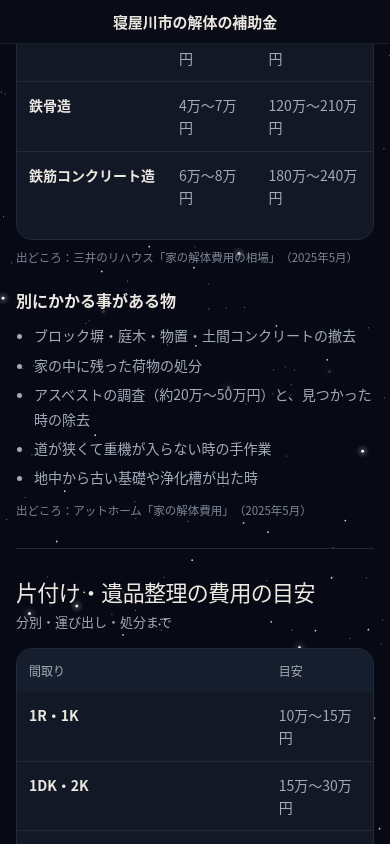 寝屋川市の解体の補助金
円 円
鉄骨造 4万〜7万 120万〜210万
円 円
鉄筋コンクリート造 6万〜8万 180万〜240万
円 円
出どころ：三井のリハウス「家の解体費用の相場」（2025年5月）
別にかかる事がある物
• ブロック塀・庭木・物置・土間コンクリートの撤去
• 家の中に残った荷物の処分
• アスベストの調査（約20万〜50万円）と、見つかった
時の除去
• 道が狭くて重機が入らない時の手作業
• 地中から古い基礎や浄化槽が出た時
出どころ：アットホーム「家の解体費用」（2025年5月）
片付け・遺品整理の費用の目安
分別・運び出し・処分まで
間取り 目安
1R・1K 10万〜15万
円
1DK・2K 15万〜30万
円